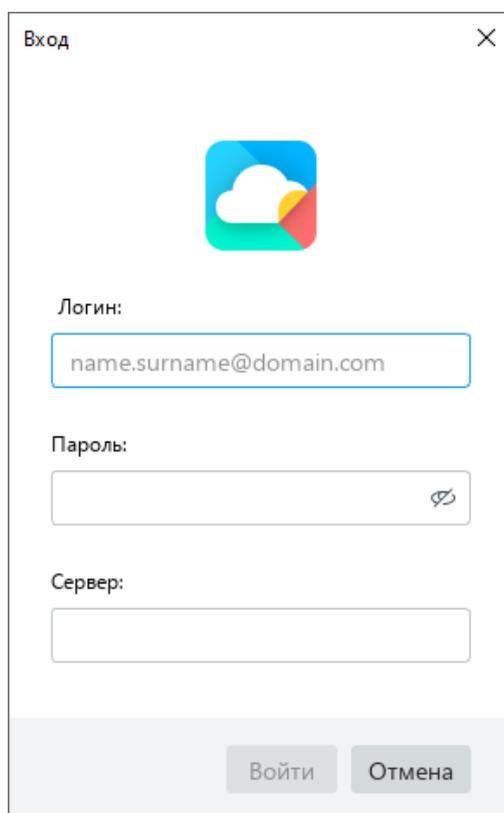 Вход
Логин:
name.surname@domain.com
Пароль:
Сервер:
Войти Отмена